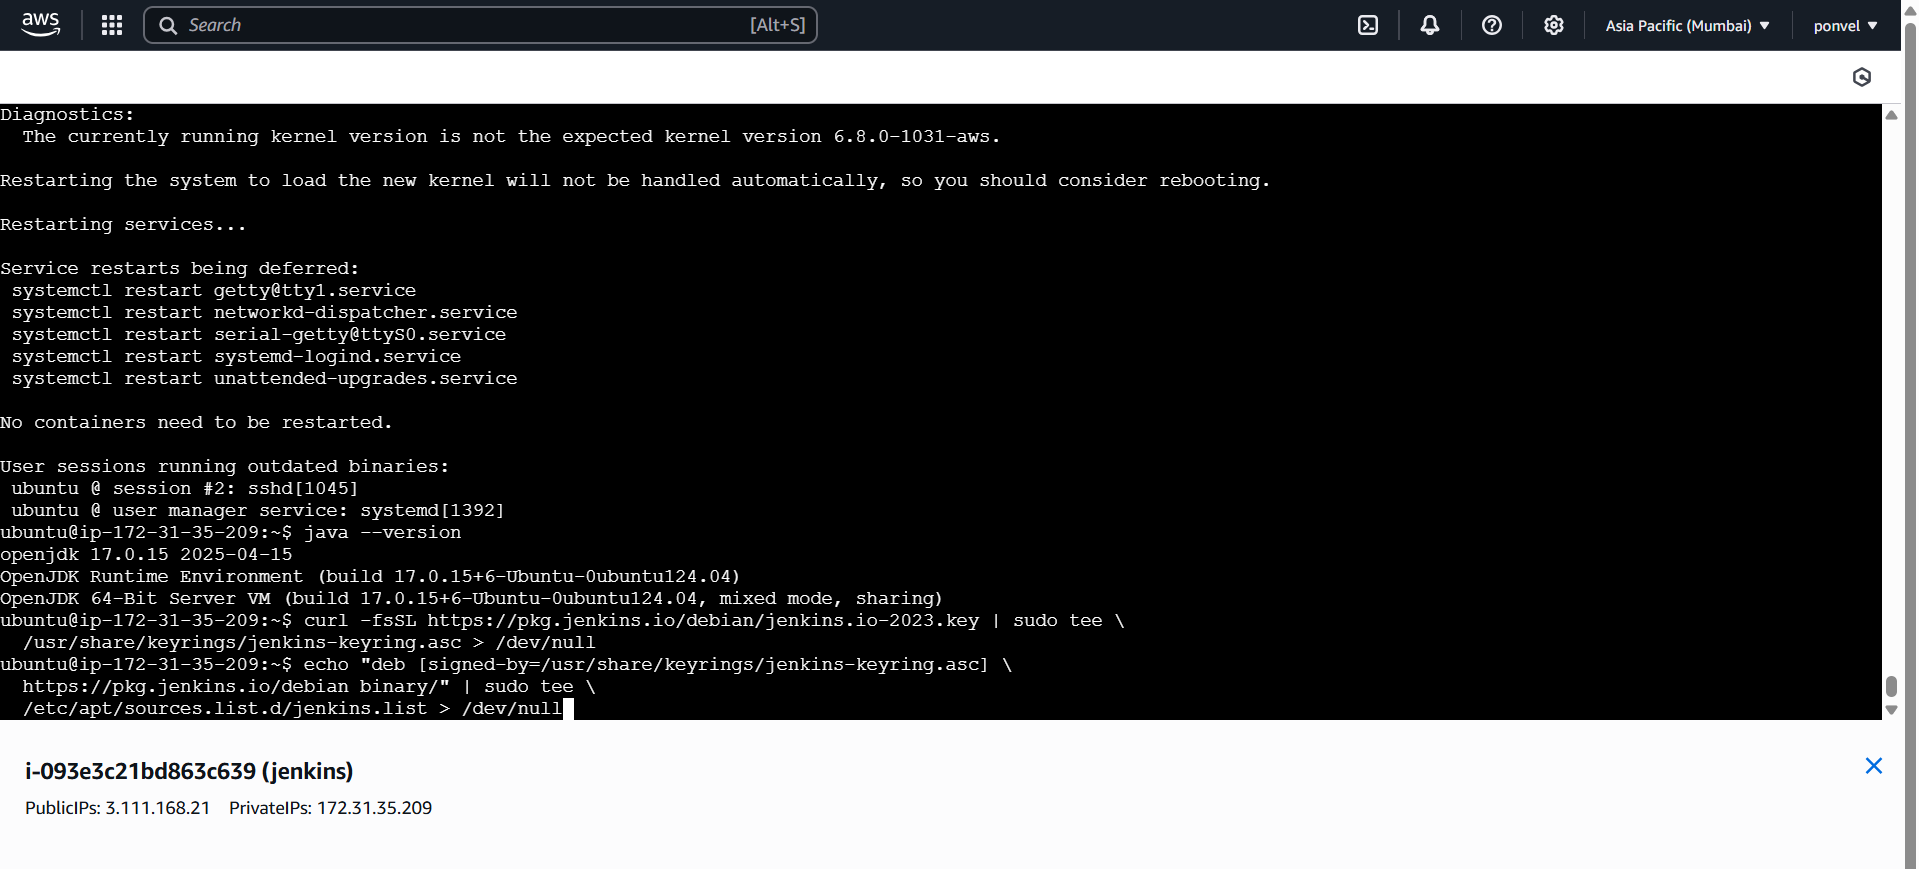 aws
Search [Alt+S]
Asia Pacific (Mumbai)
ponvel
Diagnostics:
  The currently running kernel version is not the expected kernel version 6.8.0-1031-aws.
Restarting the system to load the new kernel will not be handled automatically, so you should consider rebooting.
Restarting services...
Service restarts being deferred:
 systemctl restart getty@tty1.service
 systemctl restart networkd-dispatcher.service
 systemctl restart serial-getty@ttyS0.service
 systemctl restart systemd-logind.service
 systemctl restart unattended-upgrades.service
No containers need to be restarted.
User sessions running outdated binaries:
 ubuntu @ session #2: sshd[1045]
 ubuntu @ user manager service: systemd[1392]
ubuntu@ip-172-31-35-209:~$ java --version
openjdk 17.0.15 2025-04-15
OpenJDK Runtime Environment (build 17.0.15+6-Ubuntu-0ubuntu124.04)
OpenJDK 64-Bit Server VM (build 17.0.15+6-Ubuntu-0ubuntu124.04, mixed mode, sharing)
ubuntu@ip-172-31-35-209:~$ curl -fsSL https://pkg.jenkins.io/debian/jenkins.io-2023.key | sudo tee \
  /usr/share/keyrings/jenkins-keyring.asc > /dev/null
ubuntu@ip-172-31-35-209:~$ echo "deb [signed-by=/usr/share/keyrings/jenkins-keyring.asc] \
  https://pkg.jenkins.io/debian binary/" | sudo tee \
  /etc/apt/sources.list.d/jenkins.list > /dev/null
i-093e3c21bd863c639 (jenkins)
PublicIPs: 3.111.168.21 PrivateIPs: 172.31.35.209